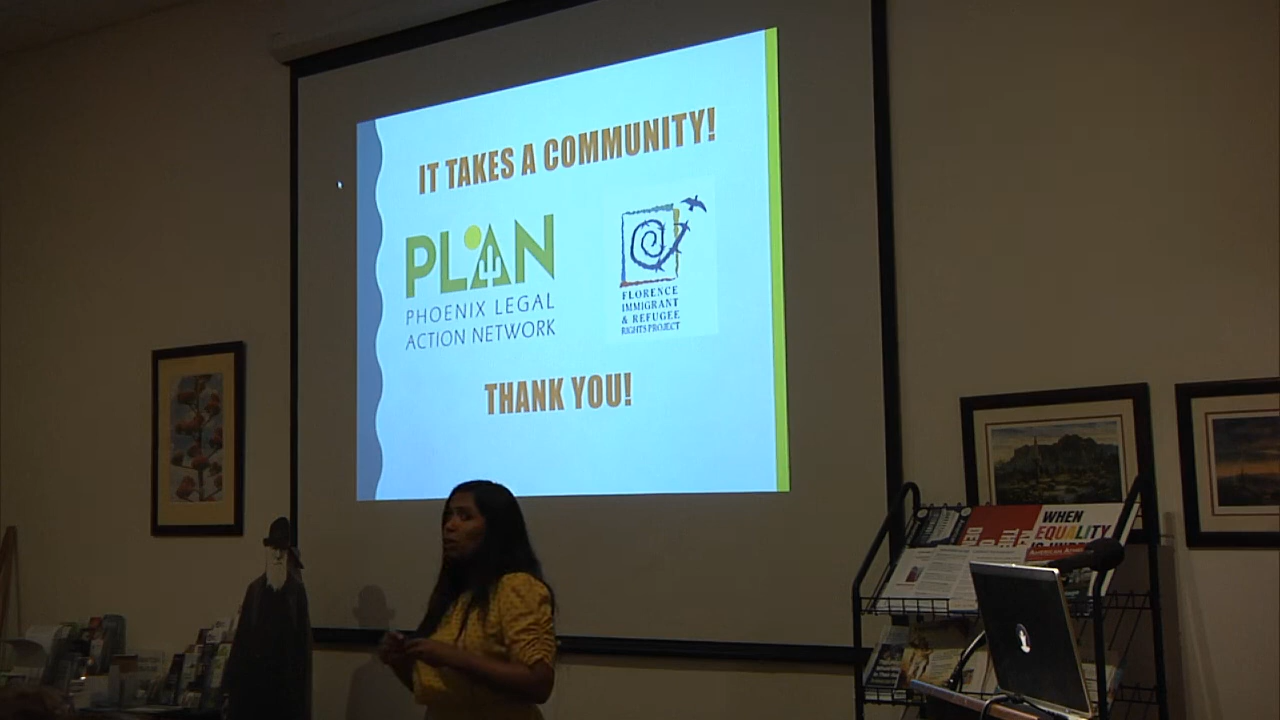 IT TAKES A COMMUNITY!
PLAN
PHOENIX LEGAL
ACTION NETWORK
FLORENCE
IMMIGRANT
& REFUGEE
RIGHTS PROJECT
THANK YOU!
WHEN
EQUALITY